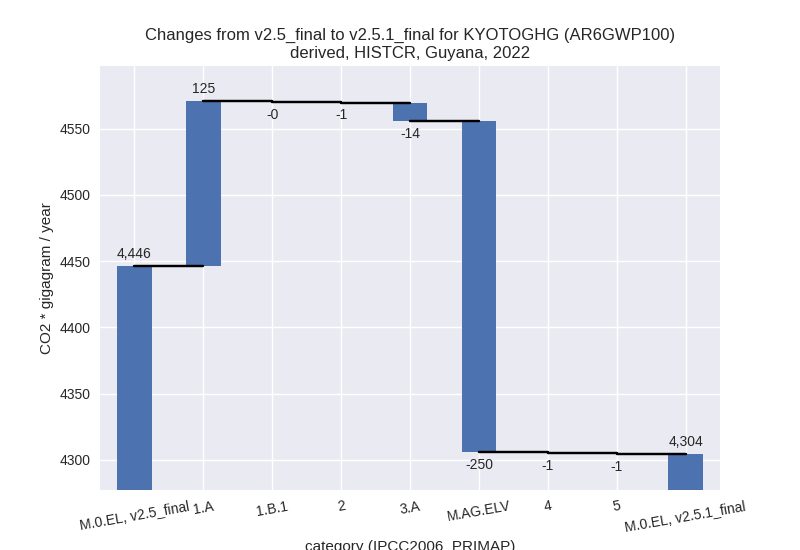 Changes from v2.5_final to v2.5.1_final for KYOTOGHG (AR6GWP100)
derived, HISTCR, Guyana, 2022
CO2 * gigagram / year
4550
4500
4450
4400
4350
4300
4,446
125
-0
-1
-14
-250
-1
-1
4,304
M.0.EL, v2.5_final
1.A
1.B.1
2
3.A
M.AG.ELV
4
5
M.0.EL, v2.5.1_final
category (IPCC2006_PRIMAP)